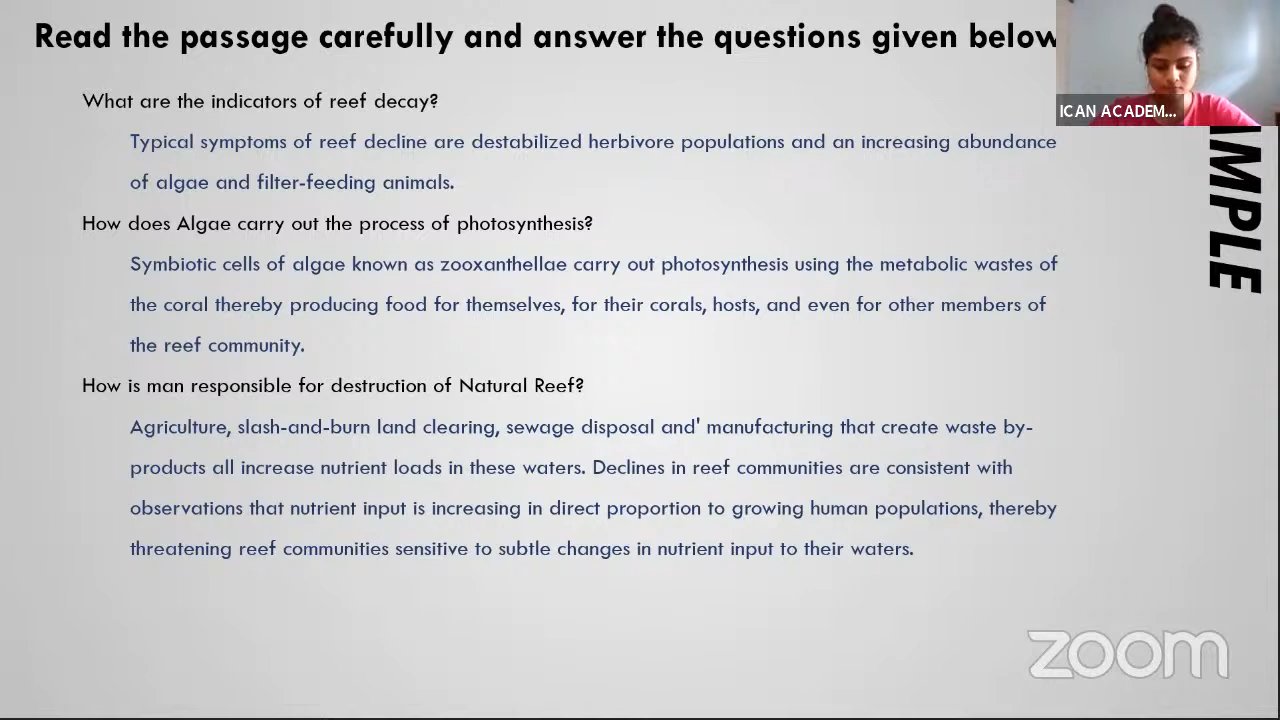 Read the passage carefully and answer the questions given below
ICAN ACADEM...
What are the indicators of reef decay?
Typical symptoms of reef decline are destabilized herbivore populations and an increasing abundance
of algae and filter-feeding animals.
How does Algae carry out the process of photosynthesis?
Symbiotic cells of algae known as zooxanthellae carry out photosynthesis using the metabolic wastes of
the coral thereby producing food for themselves, for their corals, hosts, and even for other members of
the reef community.
How is man responsible for destruction of Natural Reef?
Agriculture, slash-and-burn land clearing, sewage disposal and' manufacturing that create waste by-
products all increase nutrient loads in these waters. Declines in reef communities are consistent with
observations that nutrient input is increasing in direct proportion to growing human populations, thereby
threatening reef communities sensitive to subtle changes in nutrient input to their waters.
zoom